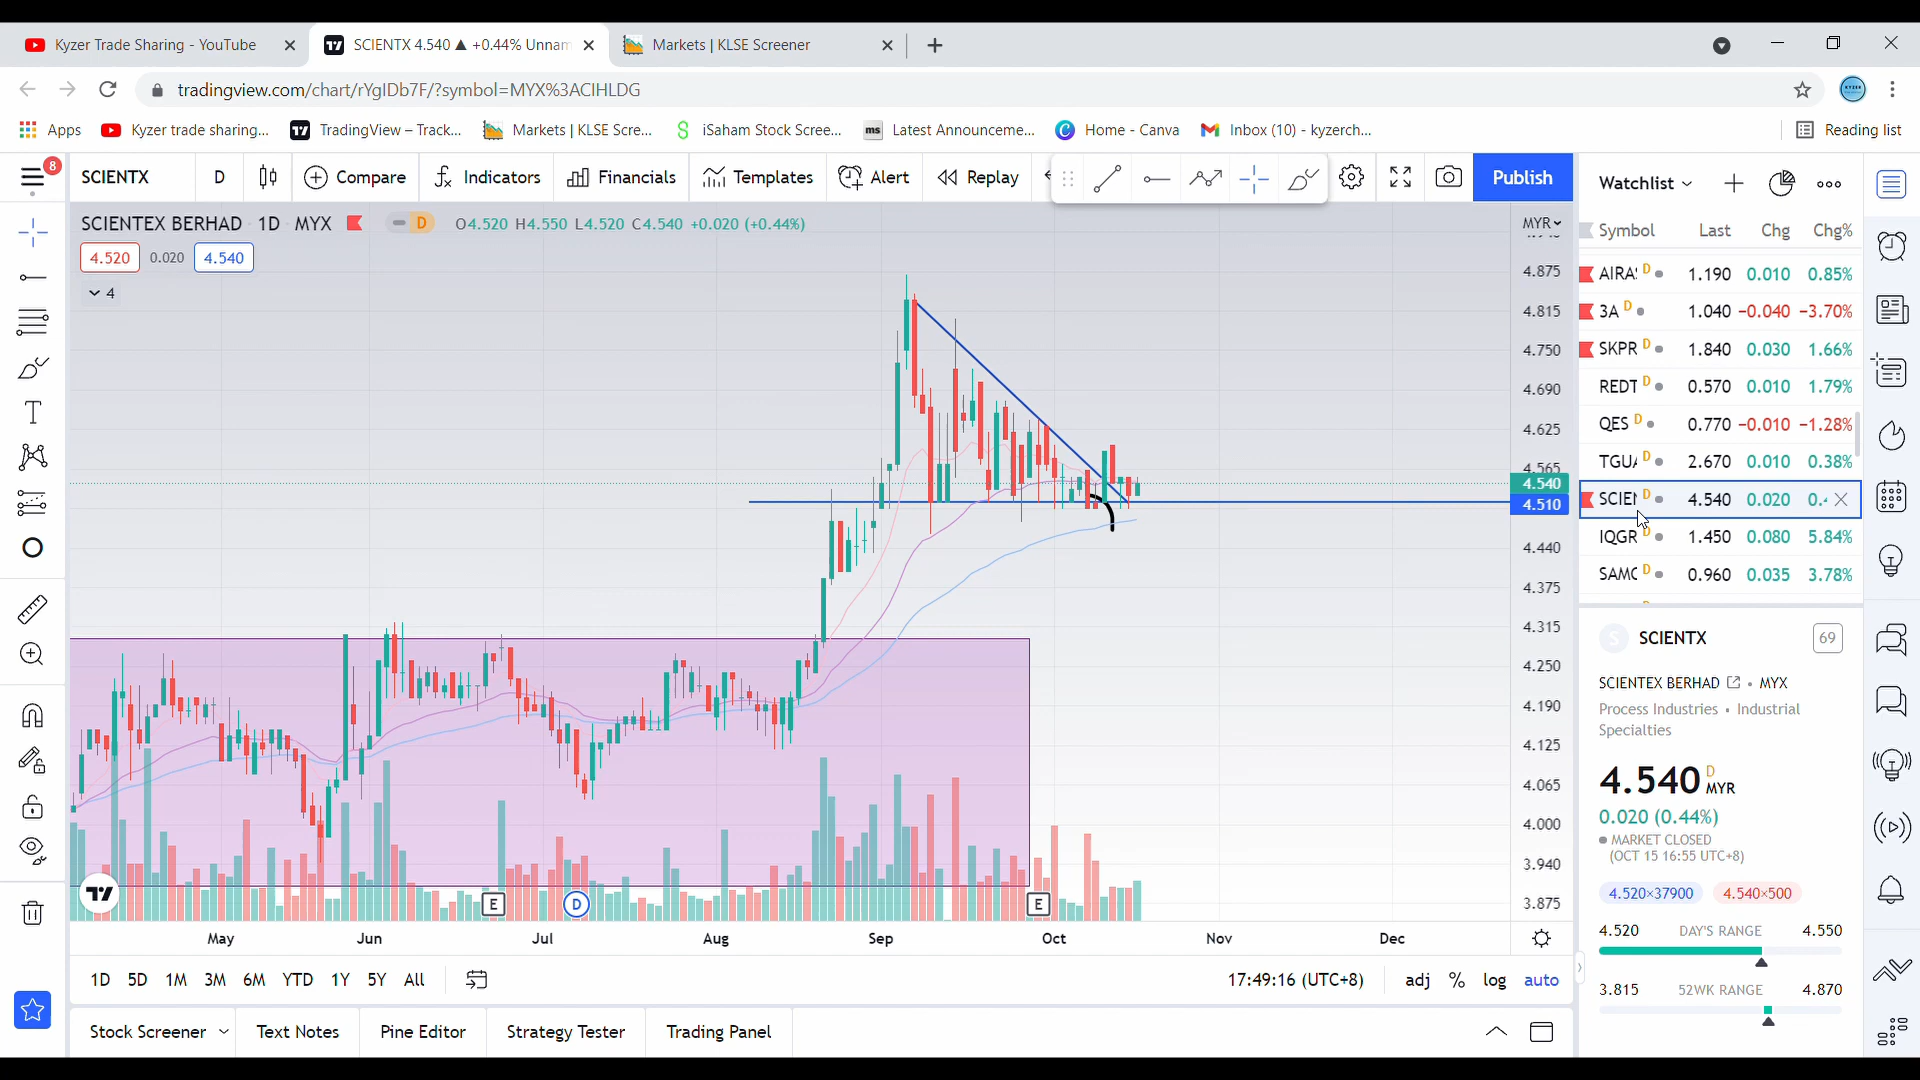 Kyzer Trade Sharing - YouTube
SCIENTX 4.540 ▲ +0.44% Unnam
Markets | KLSE Screener
tradingview.com/chart/rYgIDb7F/?symbol=MYX%3ACIHLDG
KYZER
Apps
Kyzer trade sharing...
TradingView – Track...
Markets | KLSE Scre...
iSaham Stock Scree...
ms Latest Announceme...
Home - Canva
Inbox (10) - kyzerch...
Reading list
8
SCIENTX
D
Compare
Indicators
Financials
Templates
Alert
Replay
Publish
SCIENTEX BERHAD 1D MYX
D
O4.520 H4.550 L4.520 C4.540 +0.020 (+0.44%)
4.520 0.020 4.540
4
MYR
4.875
4.815
4.750
4.690
4.625
4.565
4.540
4.510
4.440
4.375
4.315
4.250
4.190
4.125
4.065
4.000
3.940
3.875
E
D
E
May Jun Jul Aug Sep Oct Nov Dec
1D 5D 1M 3M 6M YTD 1Y 5Y All
17:49:16 (UTC+8)
adj % log auto
Stock Screener
Text Notes
Pine Editor
Strategy Tester
Trading Panel
Watchlist
Symbol Last Chg Chg%
D 1.190 0.010 0.85%
3A D 1.040 −0.040 −3.70%
SKPR D 1.840 0.030 1.66%
REDT D 0.570 0.010 1.79%
QES D 0.770 −0.010 −1.28%
D 2.670 0.010 0.38%
D 4.540 0.020
IQGR D 1.450 0.080 5.84%
D 0.960 0.035 3.78%
S SCIENTX 69
SCIENTEX BERHAD • MYX
Process Industries • Industrial
Specialties
4.540 D MYR
0.020 (0.44%)
MARKET CLOSED
(OCT 15 16:55 UTC+8)
4.520×37900 4.540×500
4.520 DAY'S RANGE 4.550
3.815 52WK RANGE 4.870